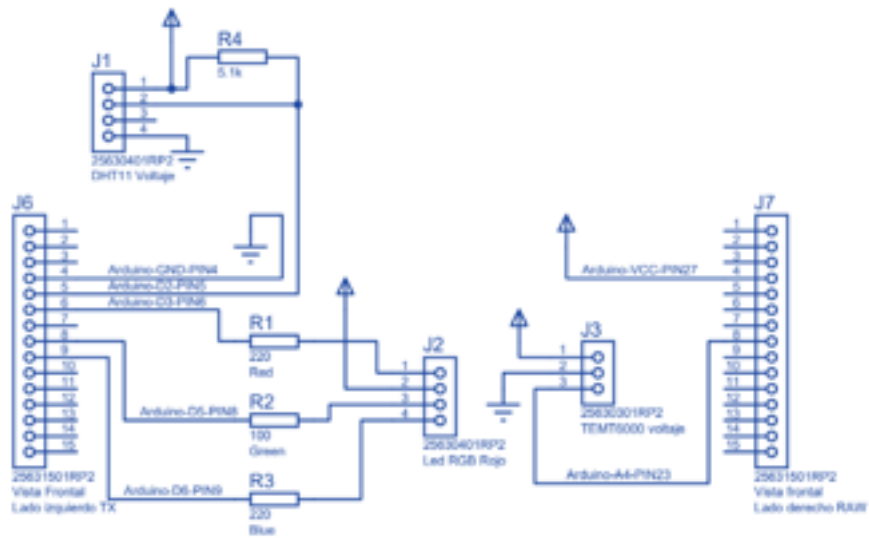 R4
5.1k
J1
1
2
3
4
25630401RP2
DHT11 Voltaje
J6
1
2
3
4
5
6
7
8
9
10
11
12
13
14
15
Arduino-GND-PIN4
Arduino-D2-PIN5
Arduino-D3-PIN6
Arduino-D5-PIN8
Arduino-D6-PIN9
25631501RP2
Vista Frontal
Lado izquierdo TX
R1
220
Red
R2
100
Green
R3
220
Blue
J2
1
2
3
4
25630401RP2
Led RGB Rojo
J3
1
2
3
25630301RP2
TEMT6000 voltaje
J7
1
2
3
4
5
6
7
8
9
10
11
12
13
14
15
Arduino-VCC-PIN27
Arduino-A4-PIN23
25631501RP2
Vista frontal
Lado derecho RAW